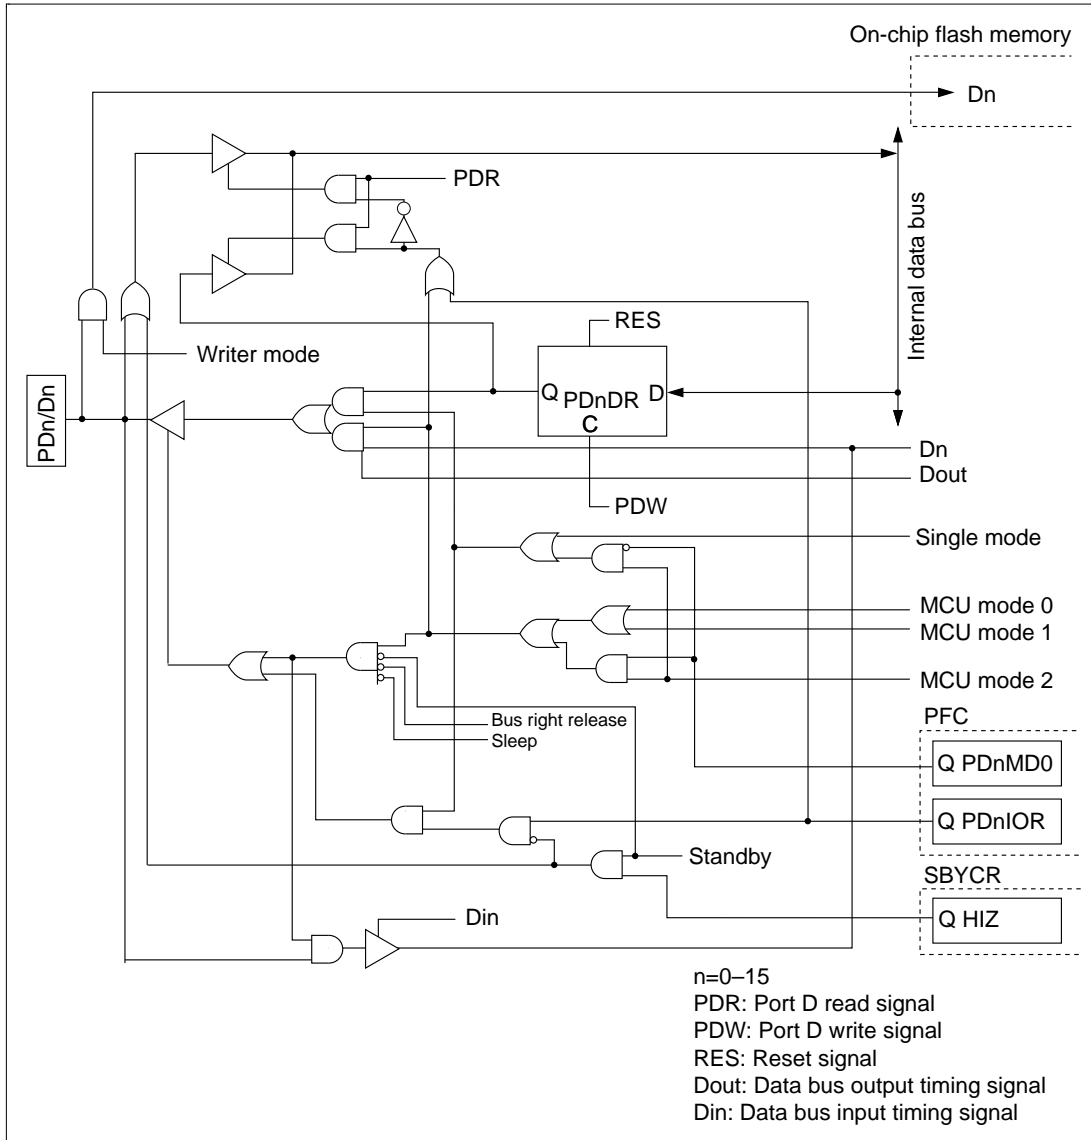 On-chip flash memory
Dn
PDR
Internal data bus
RES
Writer mode
Q
D
PDnDR
C
PDn/Dn
Dn
Dout
PDW
Single mode
MCU mode 0
MCU mode 1
MCU mode 2
Bus right release
Sleep
PFC
Q PDnMD0
Q PDnIOR
Standby
SBYCR
Q HIZ
Din
n=0–15
PDR: Port D read signal
PDW: Port D write signal
RES: Reset signal
Dout: Data bus output timing signal
Din: Data bus input timing signal